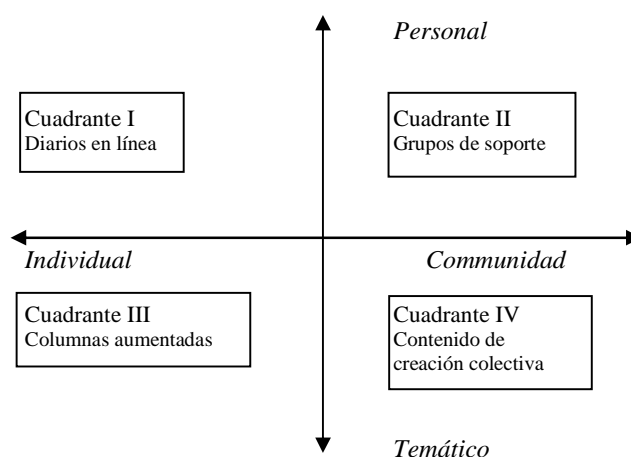 Personal
Cuadrante I
Diarios en línea
Cuadrante II
Grupos de soporte
Individual
Communidad
Cuadrante III
Columnas aumentadas
Cuadrante IV
Contenido de
creación colectiva
Temático